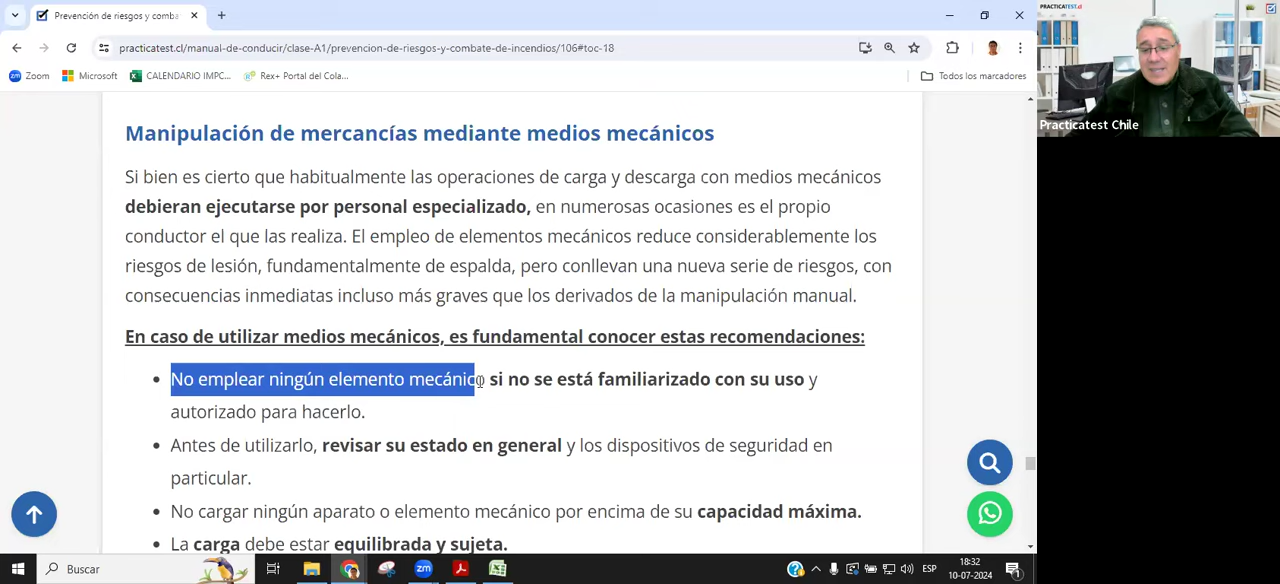 Prevención de riesgos y comba
practicatest.cl/manual-de-conducir/clase-A1/prevencion-de-riesgos-y-combate-de-incendios/106#toc-18
zm Zoom
Microsoft
CALENDARIO IMPC...
Rex+ Portal del Cola...
Todos los marcadores
PRACTICATEST.cl
Practicatest Chile
Manipulación de mercancías mediante medios mecánicos
Si bien es cierto que habitualmente las operaciones de carga y descarga con medios mecánicos
debieran ejecutarse por personal especializado, en numerosas ocasiones es el propio
conductor el que las realiza. El empleo de elementos mecánicos reduce considerablemente los
riesgos de lesión, fundamentalmente de espalda, pero conllevan una nueva serie de riesgos, con
consecuencias inmediatas incluso más graves que los derivados de la manipulación manual.
En caso de utilizar medios mecánicos, es fundamental conocer estas recomendaciones:
• No emplear ningún elemento mecánico si no se está familiarizado con su uso y
autorizado para hacerlo.
• Antes de utilizarlo, revisar su estado en general y los dispositivos de seguridad en
particular.
• No cargar ningún aparato o elemento mecánico por encima de su capacidad máxima.
• La carga debe estar equilibrada y sujeta.
Buscar
zm
ESP
18:32
10-07-2024
1